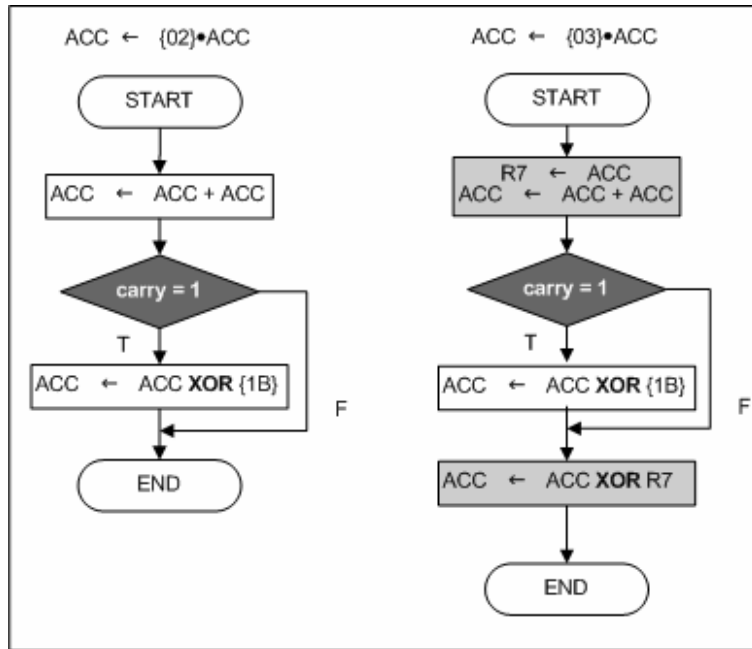 ACC ← {02}•ACC
START
ACC ← ACC + ACC
carry = 1
T
ACC ← ACC XOR {1B}
F
END
ACC ← {03}•ACC
START
R7 ← ACC
ACC ← ACC + ACC
carry = 1
T
ACC ← ACC XOR {1B}
F
ACC ← ACC XOR R7
END